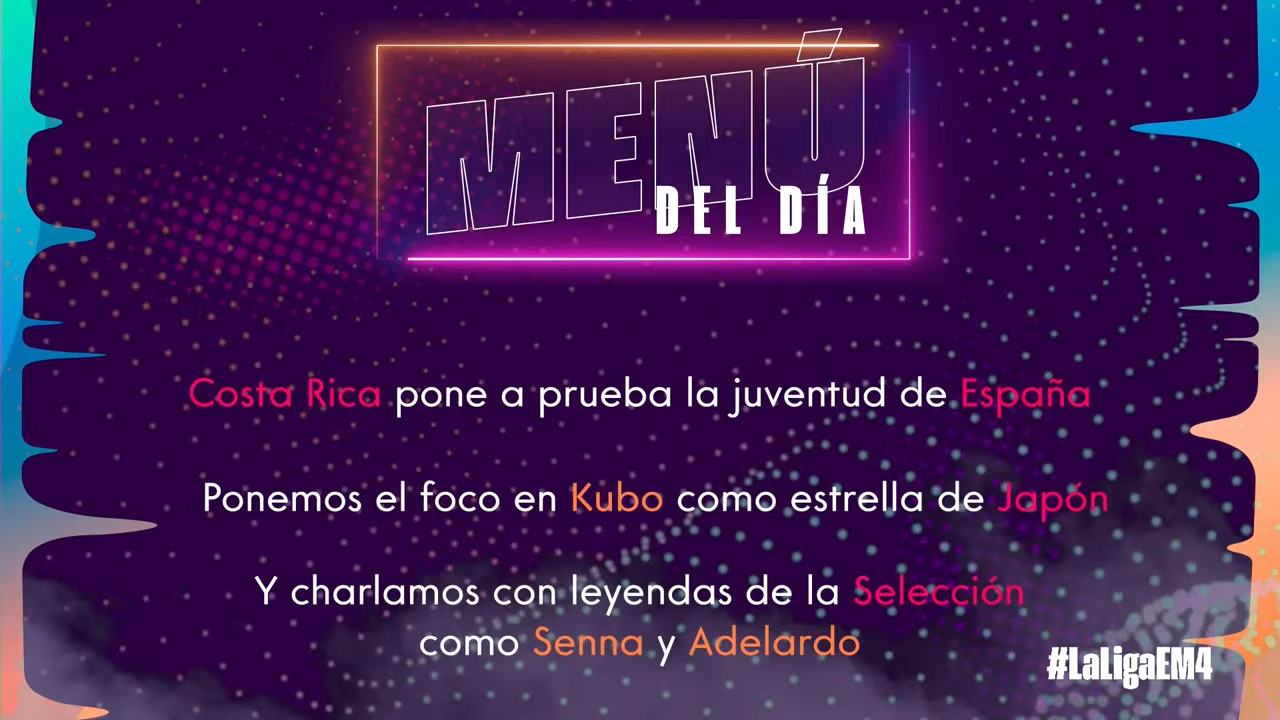 MENÚ
DEL DÍA
Costa Rica pone a prueba la juventud de España
Ponemos el foco en Kubo como estrella de Japón
Y charlamos con leyendas de la Selección
como Senna y Adelardo
#LaLigaEM4